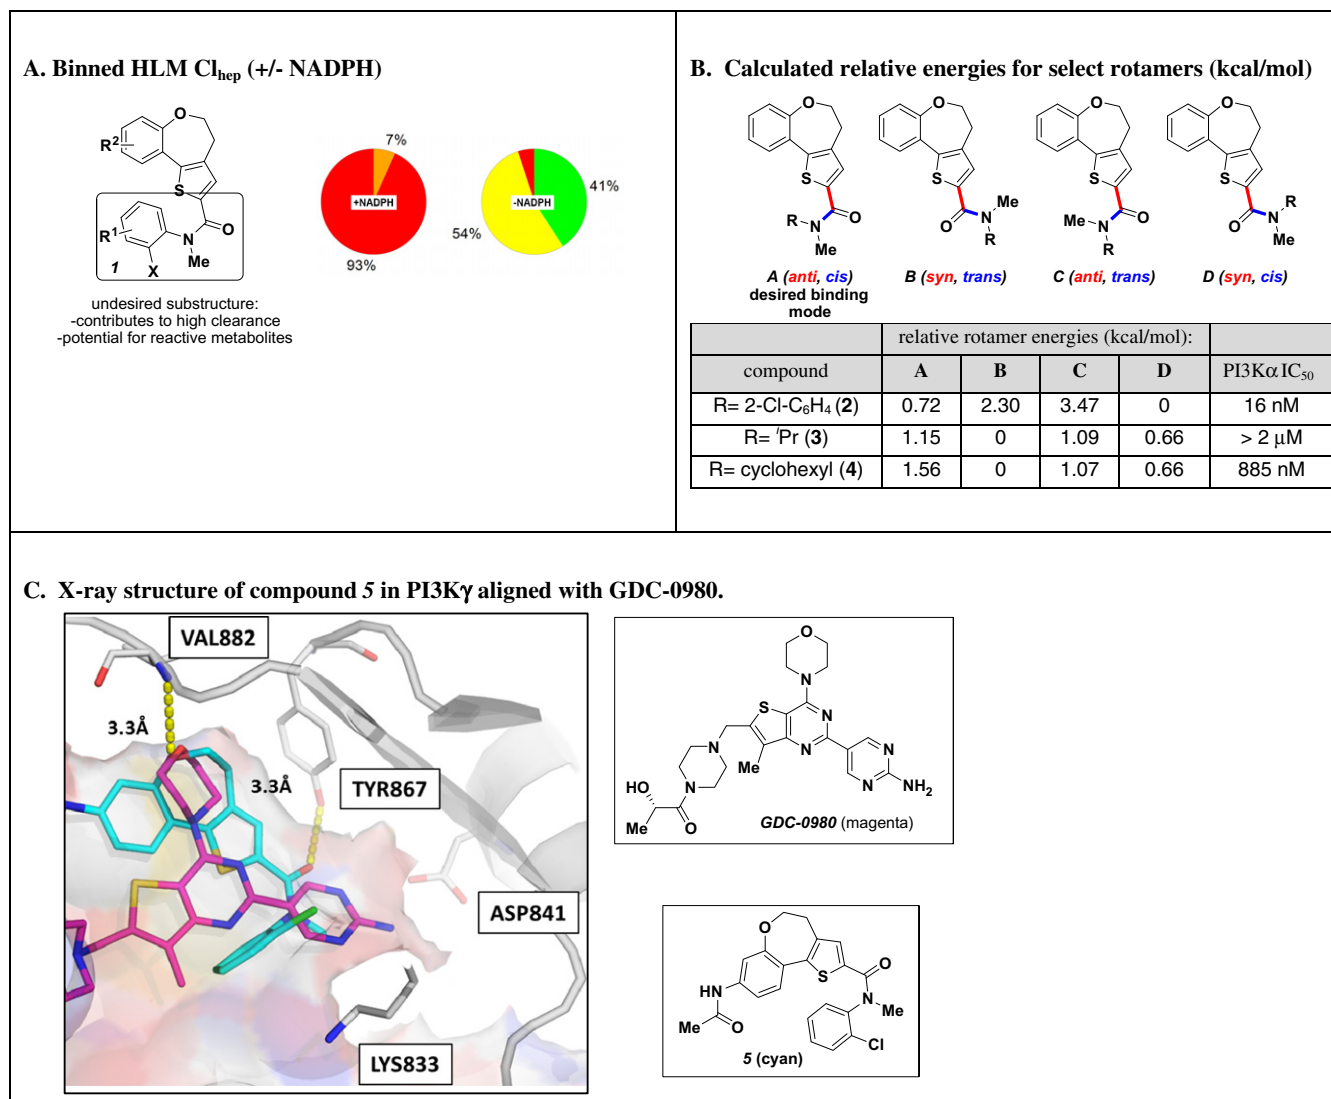 A. Binned HLM Clhep (+/- NADPH)
O
R2
S
O
R1
N
Me
X
1
7%
+NADPH
93%
-NADPH
41%
54%
undesired substructure:
-contributes to high clearance
-potential for reactive metabolites
B. Calculated relative energies for select rotamers (kcal/mol)
O O O O
S S S S
R N O Me
O N Me R
Me N O R
O N R Me
A (anti, cis) B (syn, trans) C (anti, trans) D (syn, cis)
desired binding
mode
relative rotamer energies (kcal/mol):
compound A B C D PI3Kα IC50
R= 2-Cl-C6H4 (2) 0.72 2.30 3.47 0 16 nM
R= iPr (3) 1.15 0 1.09 0.66 > 2 μM
R= cyclohexyl (4) 1.56 0 1.07 0.66 885 nM
C. X-ray structure of compound 5 in PI3Kγ aligned with GDC-0980.
VAL882
3.3Å
3.3Å
TYR867
ASP841
LYS833
O
N
S N
N N
Me N
N NH2
HO N
Me O
GDC-0980 (magenta)
O
S O
HN N Me
Me O Cl
5 (cyan)